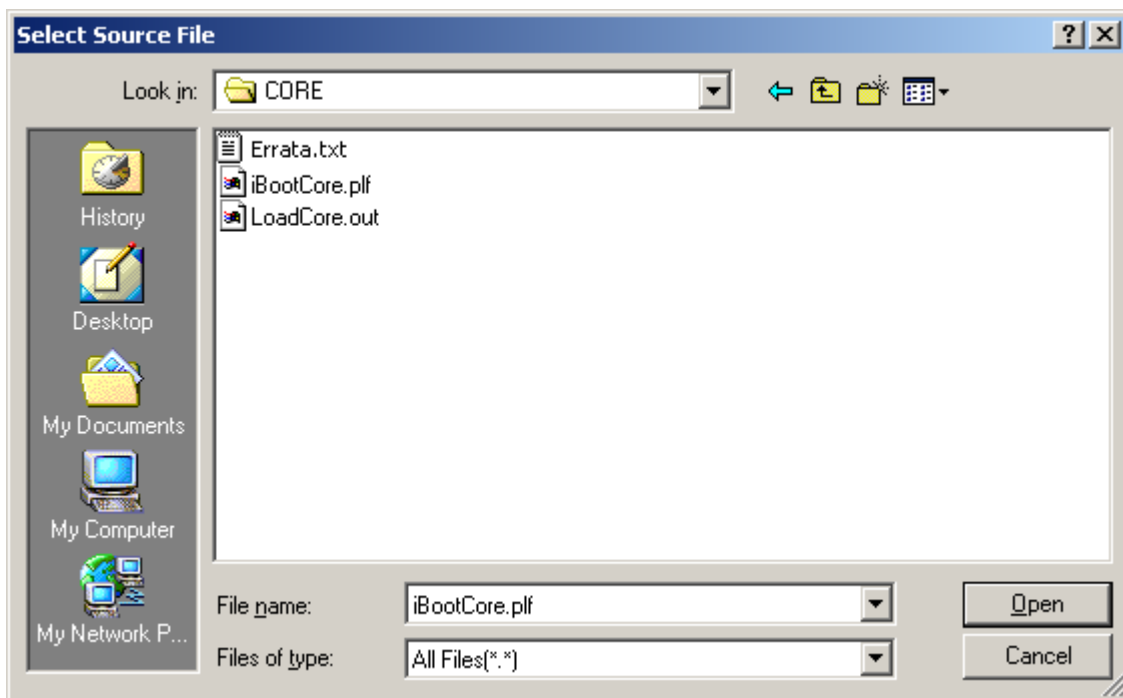 Select Source File
Look in: CORE
Errata.txt
iBootCore.plf
LoadCore.out
History
Desktop
My Documents
My Computer
My Network P...
File name: iBootCore.plf Open
Files of type: All Files(*.*) Cancel